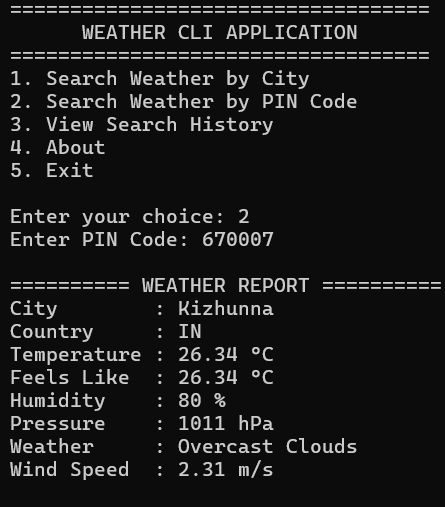 ===================================
WEATHER CLI APPLICATION
===================================
1. Search Weather by City
2. Search Weather by PIN Code
3. View Search History
4. About
5. Exit
Enter your choice: 2
Enter PIN Code: 670007
========== WEATHER REPORT ==========
City        : Kizhunna
Country     : IN
Temperature : 26.34 °C
Feels Like  : 26.34 °C
Humidity    : 80 %
Pressure    : 1011 hPa
Weather     : Overcast Clouds
Wind Speed  : 2.31 m/s